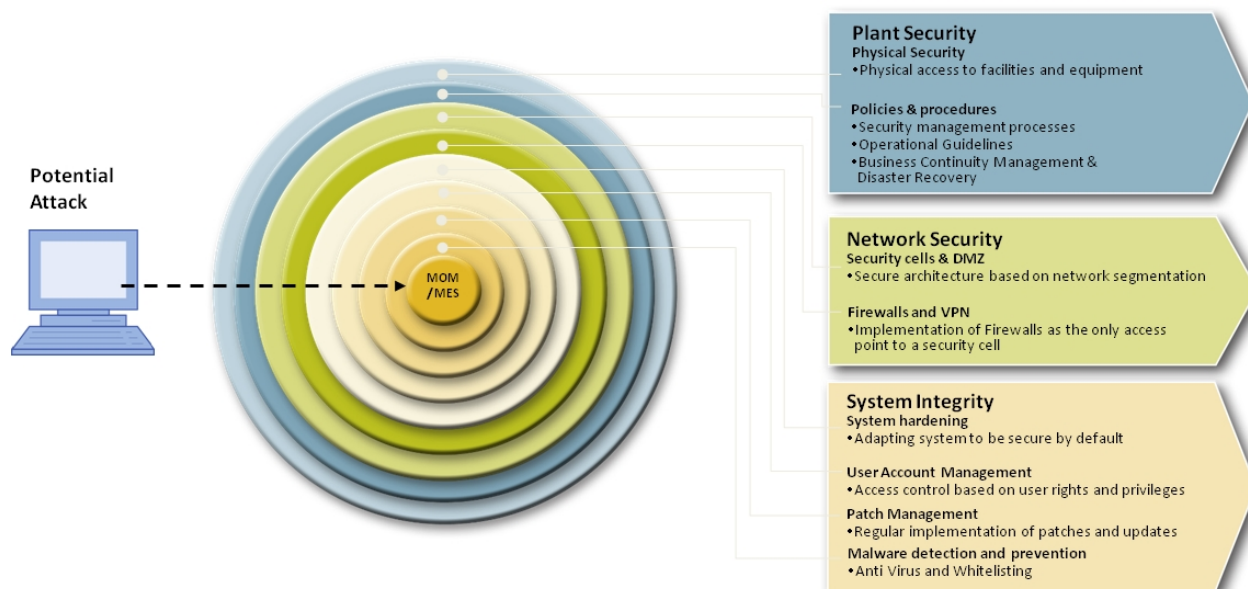 Potential
Attack
MOM
/MES
Plant Security
Physical Security
•Physical access to facilities and equipment
Policies & procedures
•Security management processes
•Operational Guidelines
•Business Continuity Management &
Disaster Recovery
Network Security
Security cells & DMZ
•Secure architecture based on network segmentation
Firewalls and VPN
•Implementation of Firewalls as the only access
point to a security cell
System Integrity
System hardening
•Adapting system to be secure by default
User Account Management
•Access control based on user rights and privileges
Patch Management
•Regular implementation of patches and updates
Malware detection and prevention
•Anti Virus and Whitelisting